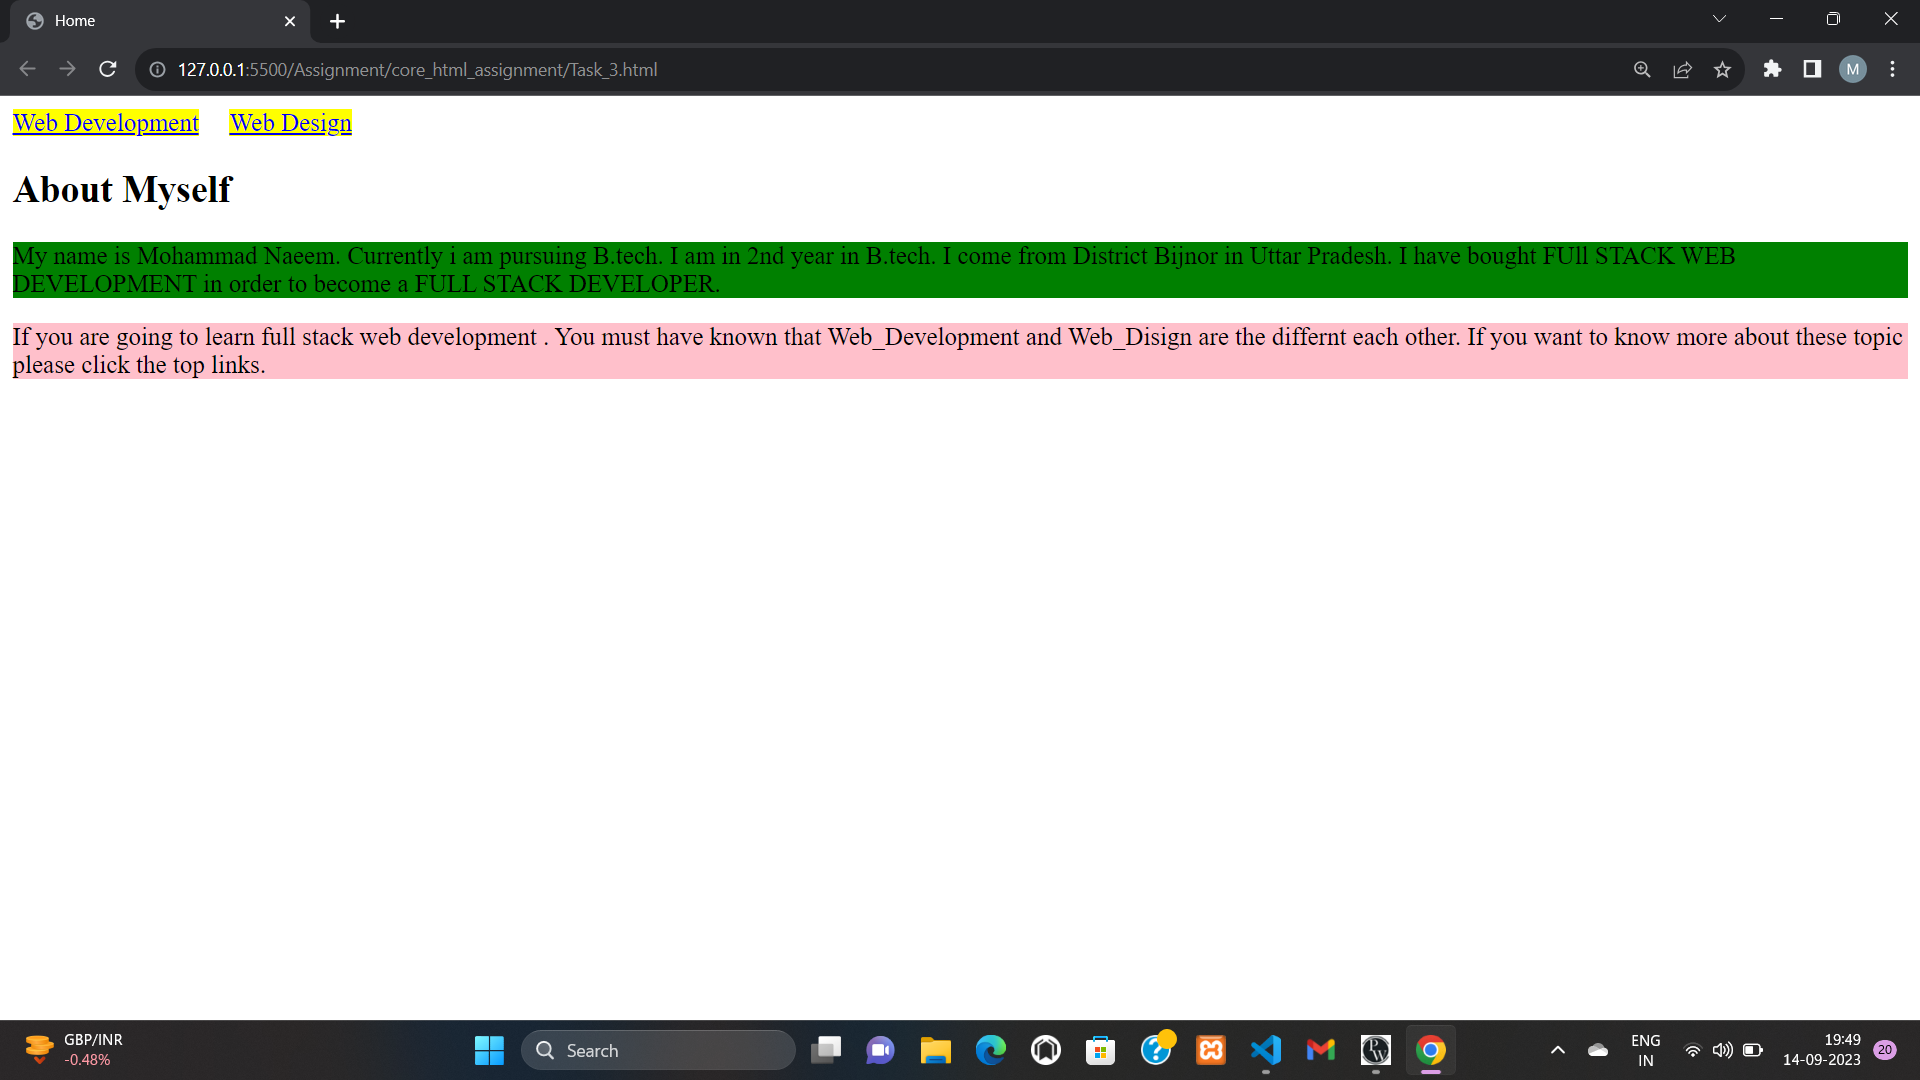 Home
127.0.0.1:5500/Assignment/core_html_assignment/Task_3.html
M
Web Development Web Design
About Myself
My name is Mohammad Naeem. Currently i am pursuing B.tech. I am in 2nd year in B.tech. I come from District Bijnor in Uttar Pradesh. I have bought FUll STACK WEB
DEVELOPMENT in order to become a FULL STACK DEVELOPER.
If you are going to learn full stack web development . You must have known that Web_Development and Web_Disign are the differnt each other. If you want to know more about these topic
please click the top links.
GBP/INR
-0.48%
Search
PW
ENG
IN
19:49
14-09-2023
20